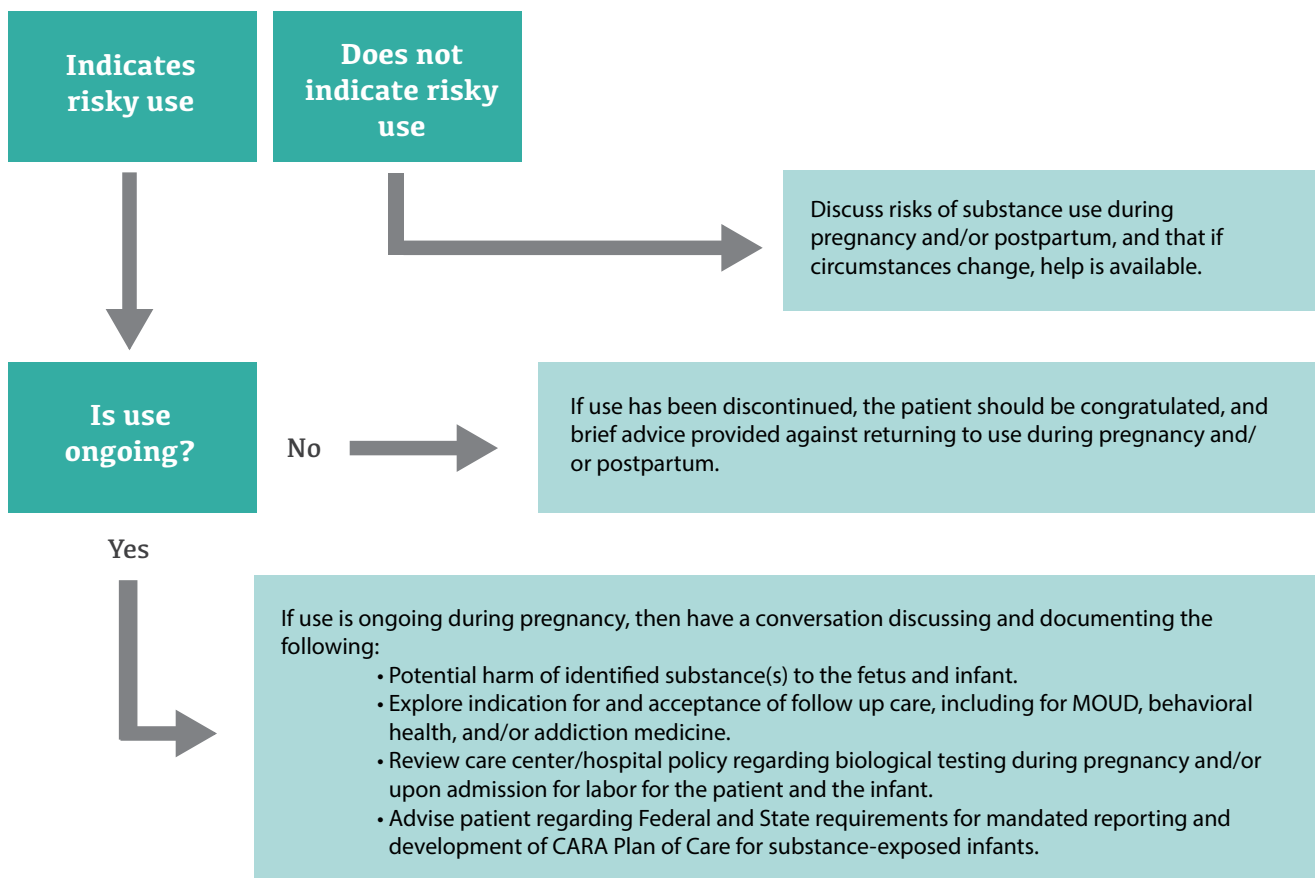 Indicates
risky use
Does not
indicate risky
use
Discuss risks of substance use during
pregnancy and/or postpartum, and that if
circumstances change, help is available.
Is use
ongoing?
No
If use has been discontinued, the patient should be congratulated, and
brief advice provided against returning to use during pregnancy and/
or postpartum.
Yes
If use is ongoing during pregnancy, then have a conversation discussing and documenting the
following:
• Potential harm of identified substance(s) to the fetus and infant.
• Explore indication for and acceptance of follow up care, including for MOUD, behavioral
health, and/or addiction medicine.
• Review care center/hospital policy regarding biological testing during pregnancy and/or
upon admission for labor for the patient and the infant.
• Advise patient regarding Federal and State requirements for mandated reporting and
development of CARA Plan of Care for substance-exposed infants.